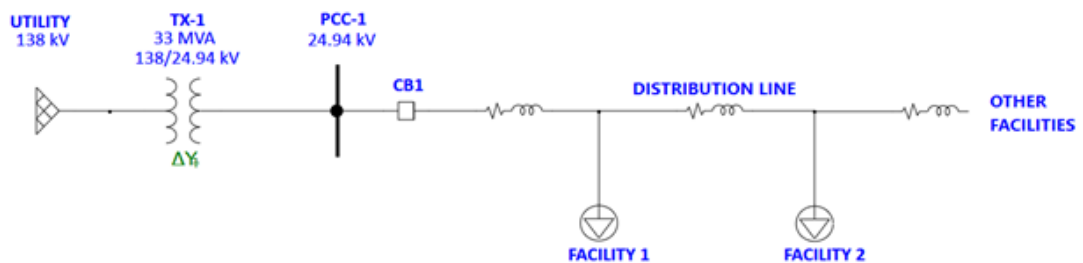 UTILITY
138 kV
TX-1
33 MVA
138/24.94 kV
ΔY
PCC-1
24.94 kV
CB1
DISTRIBUTION LINE
OTHER
FACILITIES
FACILITY 1
FACILITY 2